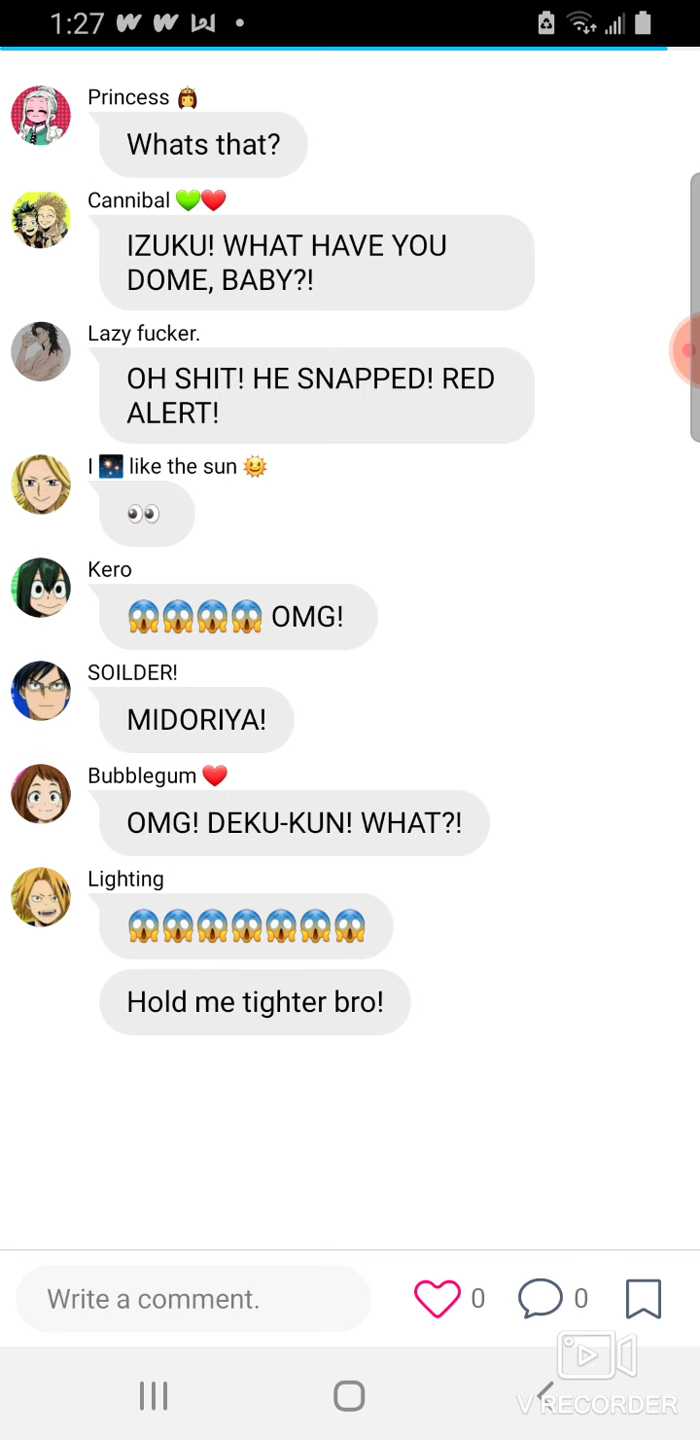 1:27
Princess 👸
Whats that?
Cannibal 💚❤️
IZUKU! WHAT HAVE YOU
DOME, BABY?!
Lazy fucker.
OH SHIT! HE SNAPPED! RED
ALERT!
I 🎇 like the sun 🌞
👀
Kero
😱😱😱😱 OMG!
SOILDER!
MIDORIYA!
Bubblegum ❤️
OMG! DEKU-KUN! WHAT?!
Lighting
😱😱😱😱😱😱😱
Hold me tighter bro!
Write a comment.
0
0
V RECORDER